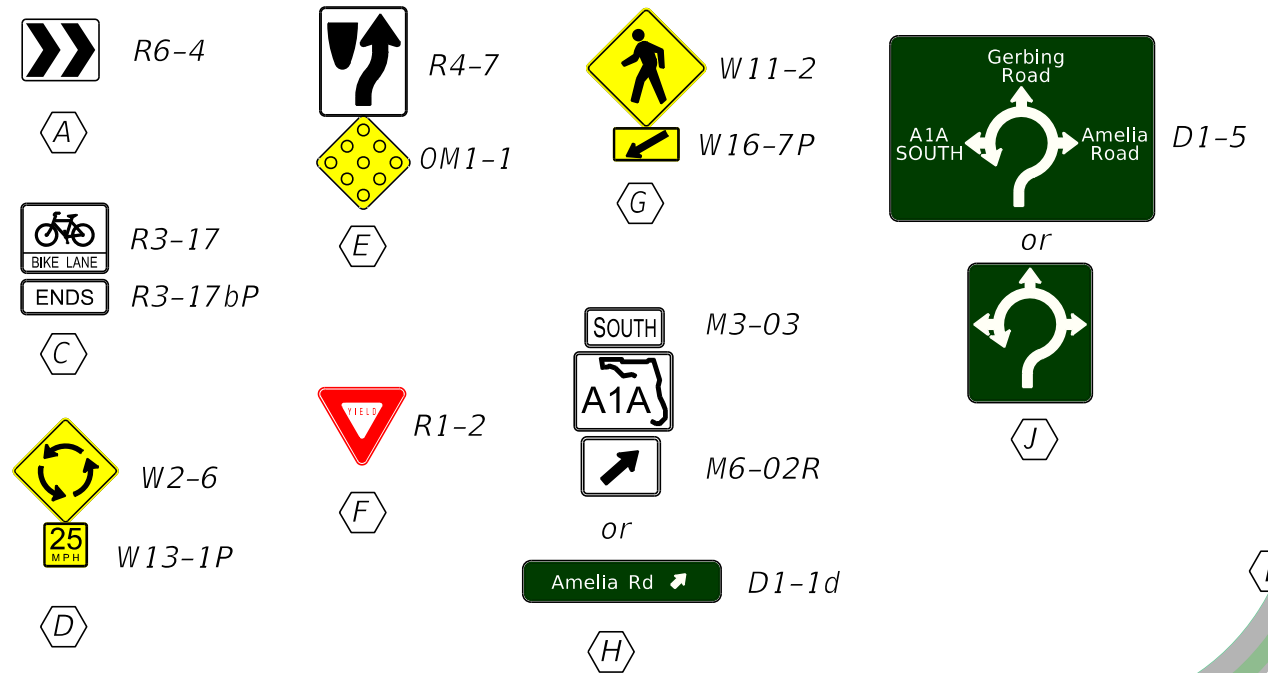 R6-4
A
BIKE LANE
R3-17
ENDS
R3-17bP
C
W2-6
25
MPH
W13-1P
D
R4-7
OM1-1
E
YIELD
R1-2
F
W11-2
W16-7P
G
SOUTH
M3-03
A1A
M6-02R
or
Amelia Rd
D1-1d
H
Gerbing
Road
A1A
SOUTH
Amelia
Road
D1-5
or
J